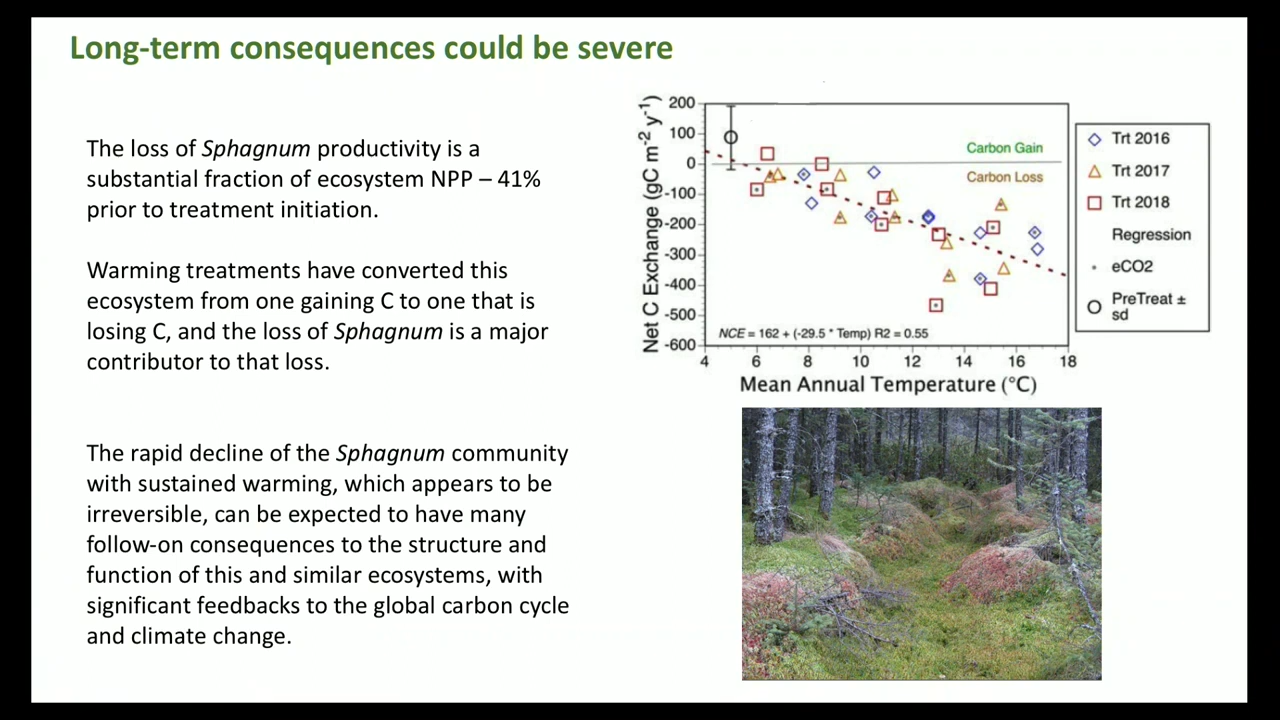 Long-term consequences could be severe
The loss of Sphagnum productivity is a
substantial fraction of ecosystem NPP – 41%
prior to treatment initiation.
Warming treatments have converted this
ecosystem from one gaining C to one that is
losing C, and the loss of Sphagnum is a major
contributor to that loss.
The rapid decline of the Sphagnum community
with sustained warming, which appears to be
irreversible, can be expected to have many
follow-on consequences to the structure and
function of this and similar ecosystems, with
significant feedbacks to the global carbon cycle
and climate change.
Net C Exchange (gC m-2 y-1)
200
100
0
-100
-200
-300
-400
-500
-600
Carbon Gain
Carbon Loss
NCE = 162 + (-29.5 * Temp) R2 = 0.55
4 6 8 10 12 14 16 18
Mean Annual Temperature (°C)
Trt 2016
Trt 2017
Trt 2018
Regression
eCO2
PreTreat ±
sd